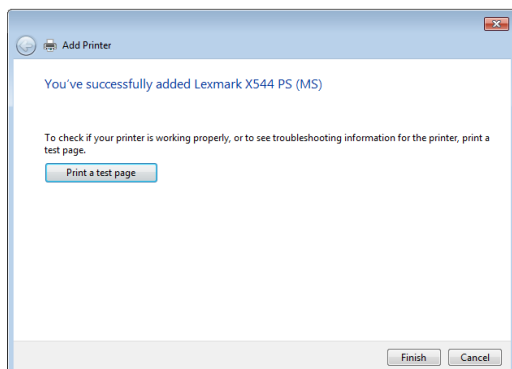 Add Printer
You've successfully added Lexmark X544 PS (MS)
To check if your printer is working properly, or to see troubleshooting information for the printer, print a
test page.
Print a test page
Finish
Cancel